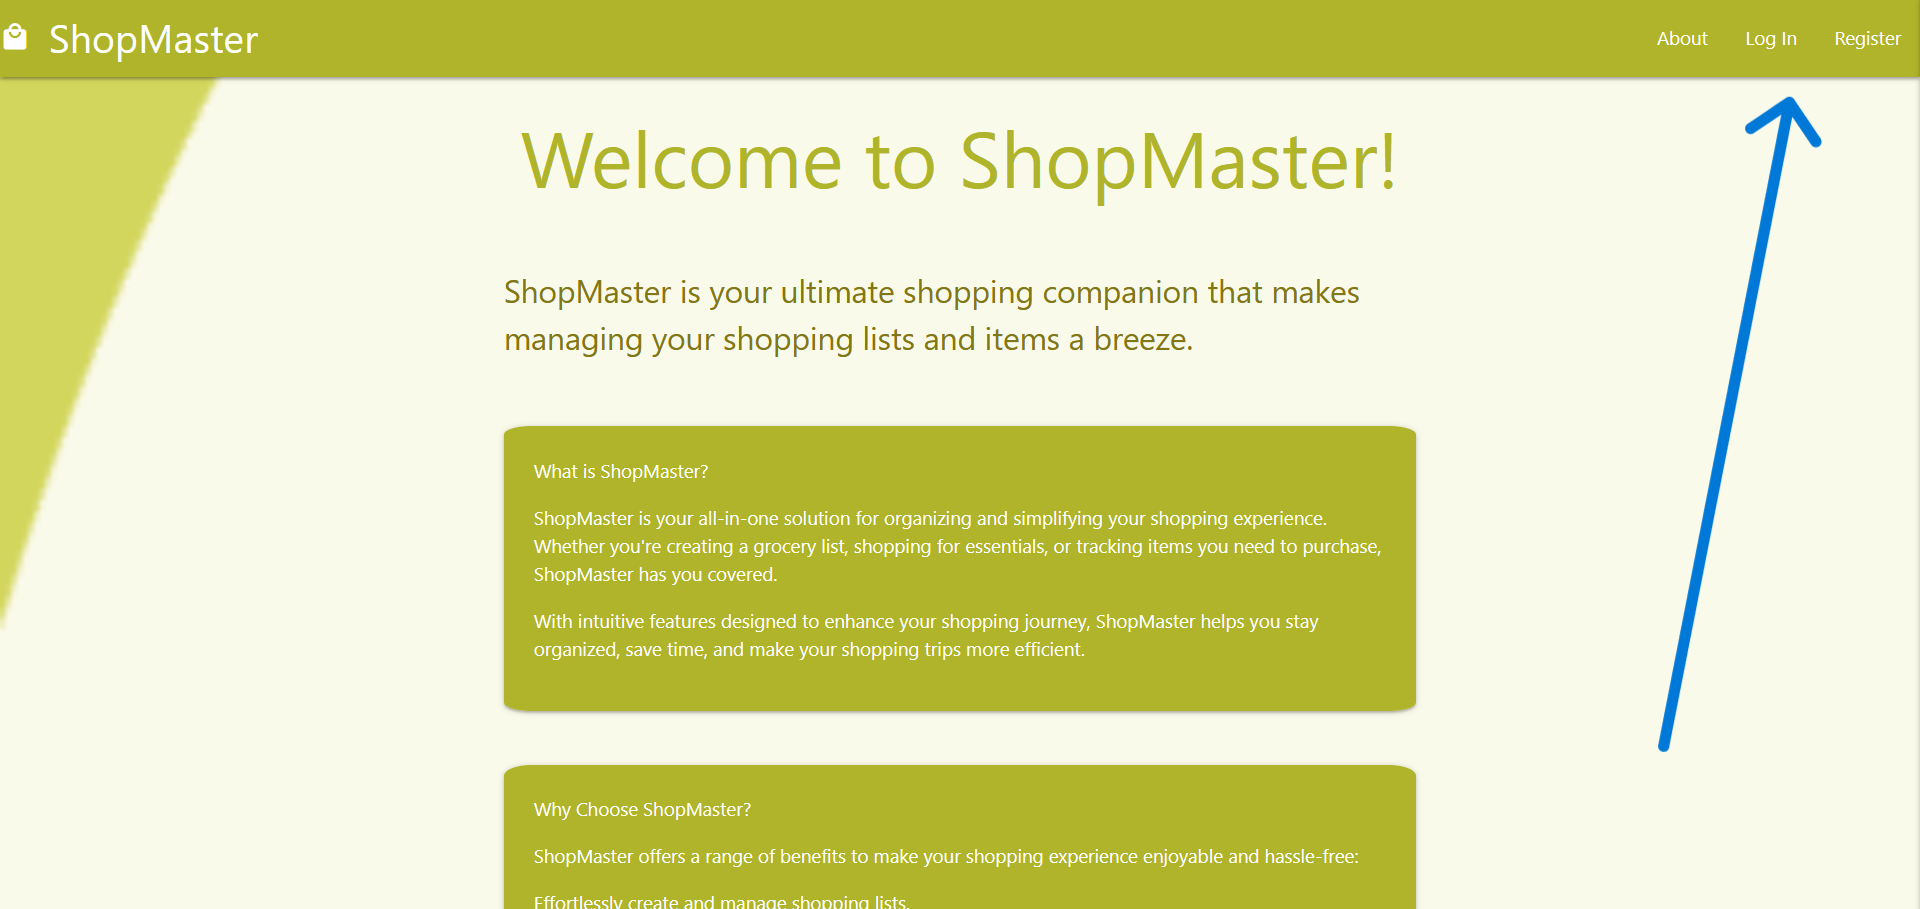 ShopMaster
About
Log In
Register
Welcome to ShopMaster!
ShopMaster is your ultimate shopping companion that makes
managing your shopping lists and items a breeze.
What is ShopMaster?
ShopMaster is your all-in-one solution for organizing and simplifying your shopping experience.
Whether you're creating a grocery list, shopping for essentials, or tracking items you need to purchase,
ShopMaster has you covered.
With intuitive features designed to enhance your shopping journey, ShopMaster helps you stay
organized, save time, and make your shopping trips more efficient.
Why Choose ShopMaster?
ShopMaster offers a range of benefits to make your shopping experience enjoyable and hassle-free:
Effortlessly create and manage shopping lists.